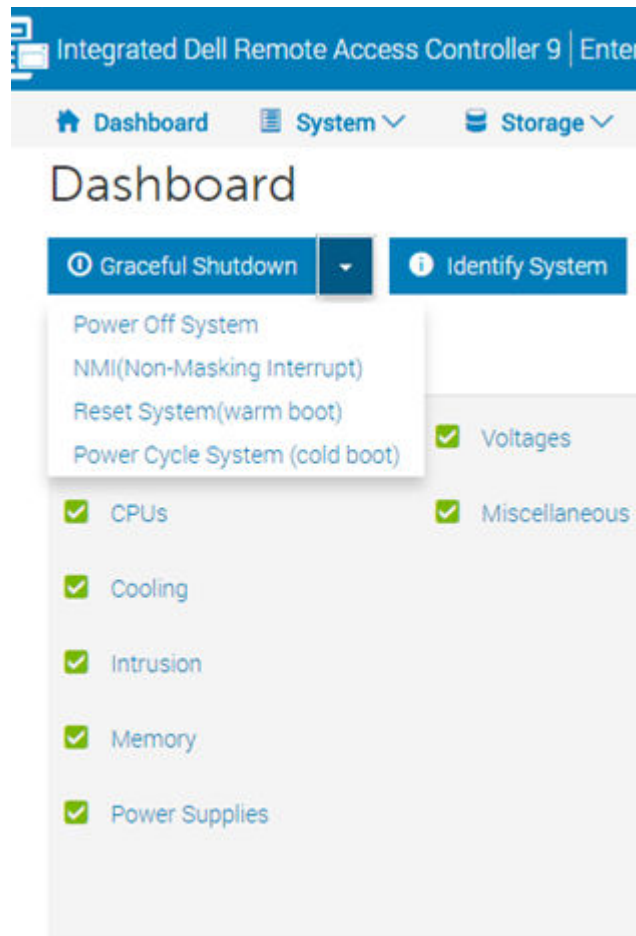 Integrated Dell Remote Access Controller 9 |
Dashboard System Storage
Dashboard
Graceful Shutdown Identify System
Power Off System
NMI(Non-Masking Interrupt)
Reset System(warm boot)
Power Cycle System (cold boot)
Voltages
CPUs Miscellaneous
Cooling
Intrusion
Memory
Power Supplies